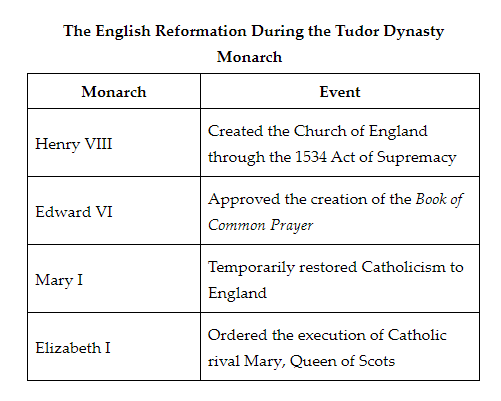 The English Reformation During the Tudor Dynasty
Monarch
Monarch Event
Henry VIII Created the Church of England
through the 1534 Act of Supremacy
Edward VI Approved the creation of the Book of
Common Prayer
Mary I Temporarily restored Catholicism to
England
Elizabeth I Ordered the execution of Catholic
rival Mary, Queen of Scots